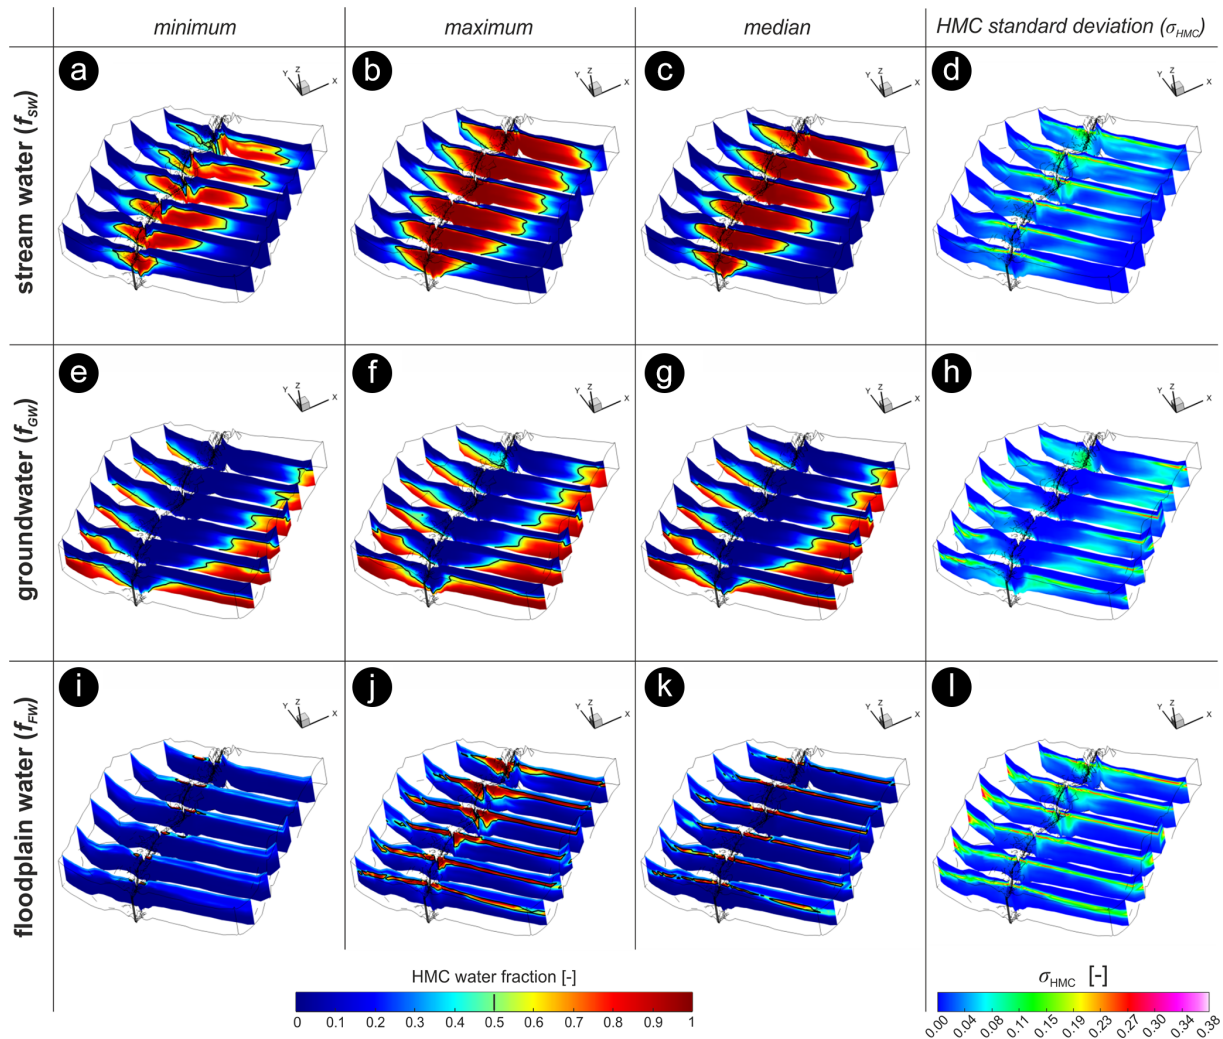 minimum maximum median HMC standard deviation (σHMC)
stream water (fSW)
a b c d
Y Z X Y Z X Y Z X Y Z X
groundwater (fGW)
e f g h
Y Z X Y Z X Y Z X Y Z X
floodplain water (fFW)
i j k l
Y Z X Y Z X Y Z X Y Z X
HMC water fraction [-]
0 0.1 0.2 0.3 0.4 0.5 0.6 0.7 0.8 0.9 1
σHMC [-]
0.00 0.04 0.08 0.11 0.15 0.19 0.23 0.27 0.30 0.34 0.38